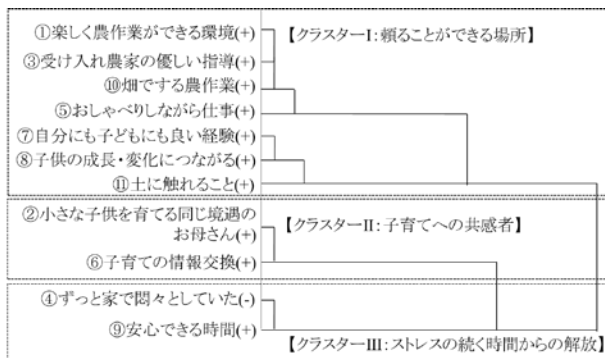 ①楽しく農作業ができる環境(+)
【クラスターⅠ:頼ることができる場所】
③受け入れ農家の優しい指導(+)
⑩畑でする農作業(+)
⑤おしゃべりしながら仕事(+)
⑦自分にも子どもにも良い経験(+)
⑧子供の成長・変化につながる(+)
⑪土に触れること(+)
②小さな子供を育てる同じ境遇の
お母さん(+)
【クラスターⅡ:子育てへの共感者】
⑥子育ての情報交換(+)
④ずっと家で悶々としていた(-)
⑨安心できる時間(+)
【クラスターⅢ:ストレスの続く時間からの解放】